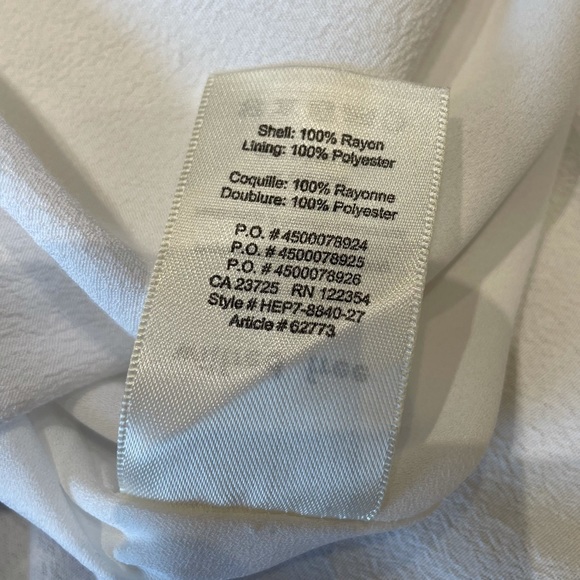 Shell: 100% Rayon
Lining: 100% Polyester
Coquille: 100% Rayonne
Doublure: 100% Polyester
P.O. # 4500078924
P.O. # 4500078925
P.O. # 4500078926
CA 23725 RN 122354
Style # HEP7-8840-27
Article # 62773